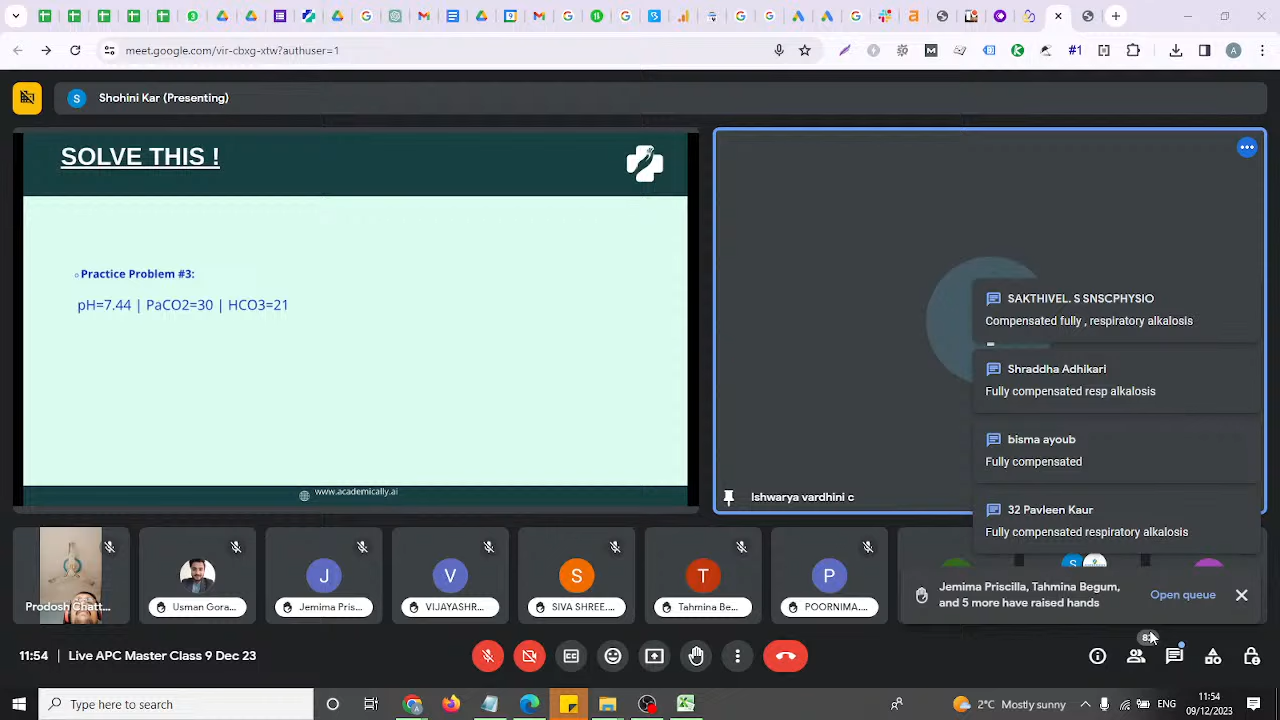 meet.google.com/vir-cbxg-xtw?authuser=1
#1
A
S
Shohini Kar (Presenting)
SOLVE THIS !
Practice Problem #3:
pH=7.44 | PaCO2=30 | HCO3=21
www.academically.ai
Ishwarya vardhini c
SAKTHIVEL. S SNSCPHYSIO
Compensated fully , respiratory alkalosis
Shraddha Adhikari
Fully compensated resp alkalosis
bisma ayoub
Fully compensated
32 Pavleen Kaur
Fully compensated respiratory alkalosis
Prodosh Chatt...
Usman Gora...
J
Jemima Pris...
V
VIJAYASHR...
S
SIVA SHREE....
T
Tahmina Be...
P
POORNIMA...
S
Jemima Priscilla, Tahmina Begum,
and 5 more have raised hands
Open queue
11:54 | Live APC Master Class 9 Dec 23
Type here to search
2°C Mostly sunny
ENG
11:54
09/12/2023